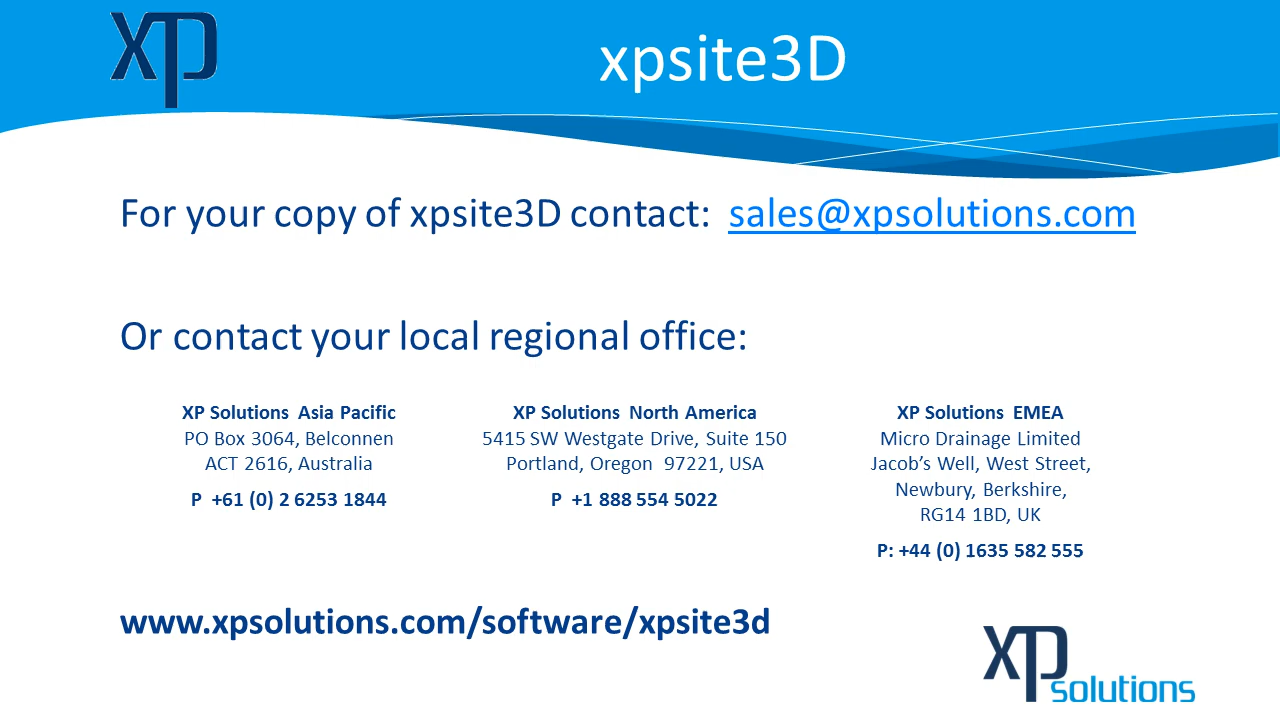 XP
xpsite3D
For your copy of xpsite3D contact: sales@xpsolutions.com
Or contact your local regional office:
XP Solutions Asia Pacific
PO Box 3064, Belconnen
ACT 2616, Australia
P +61 (0) 2 6253 1844
XP Solutions North America
5415 SW Westgate Drive, Suite 150
Portland, Oregon 97221, USA
P +1 888 554 5022
XP Solutions EMEA
Micro Drainage Limited
Jacob’s Well, West Street,
Newbury, Berkshire,
RG14 1BD, UK
P: +44 (0) 1635 582 555
www.xpsolutions.com/software/xpsite3d
XP solutions